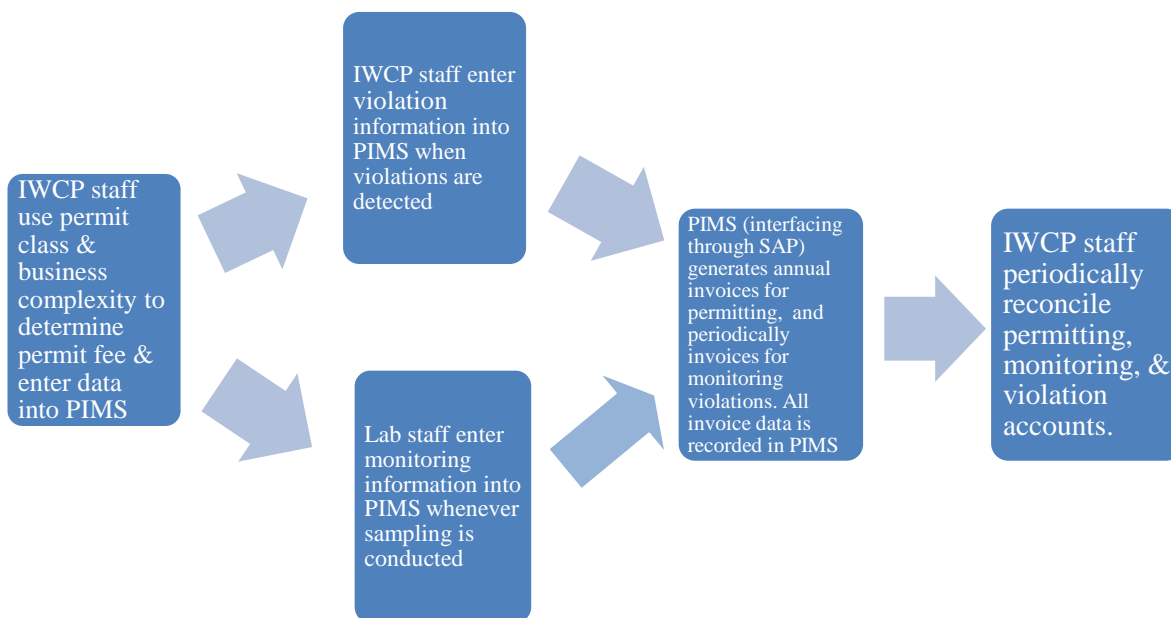 IWCP staff
use permit
class &
business
complexity to
determine
permit fee &
enter data
into PIMS
IWCP staff enter
violation
information into
PIMS when
violations are
detected
Lab staff enter
monitoring
information into
PIMS whenever
sampling is
conducted
PIMS (interfacing
through SAP)
generates annual
invoices for
permitting, and
periodically
invoices for
monitoring
violations. All
invoice data is
recorded in PIMS
IWCP staff
periodically
reconcile
permitting,
monitoring, &
violation
accounts.